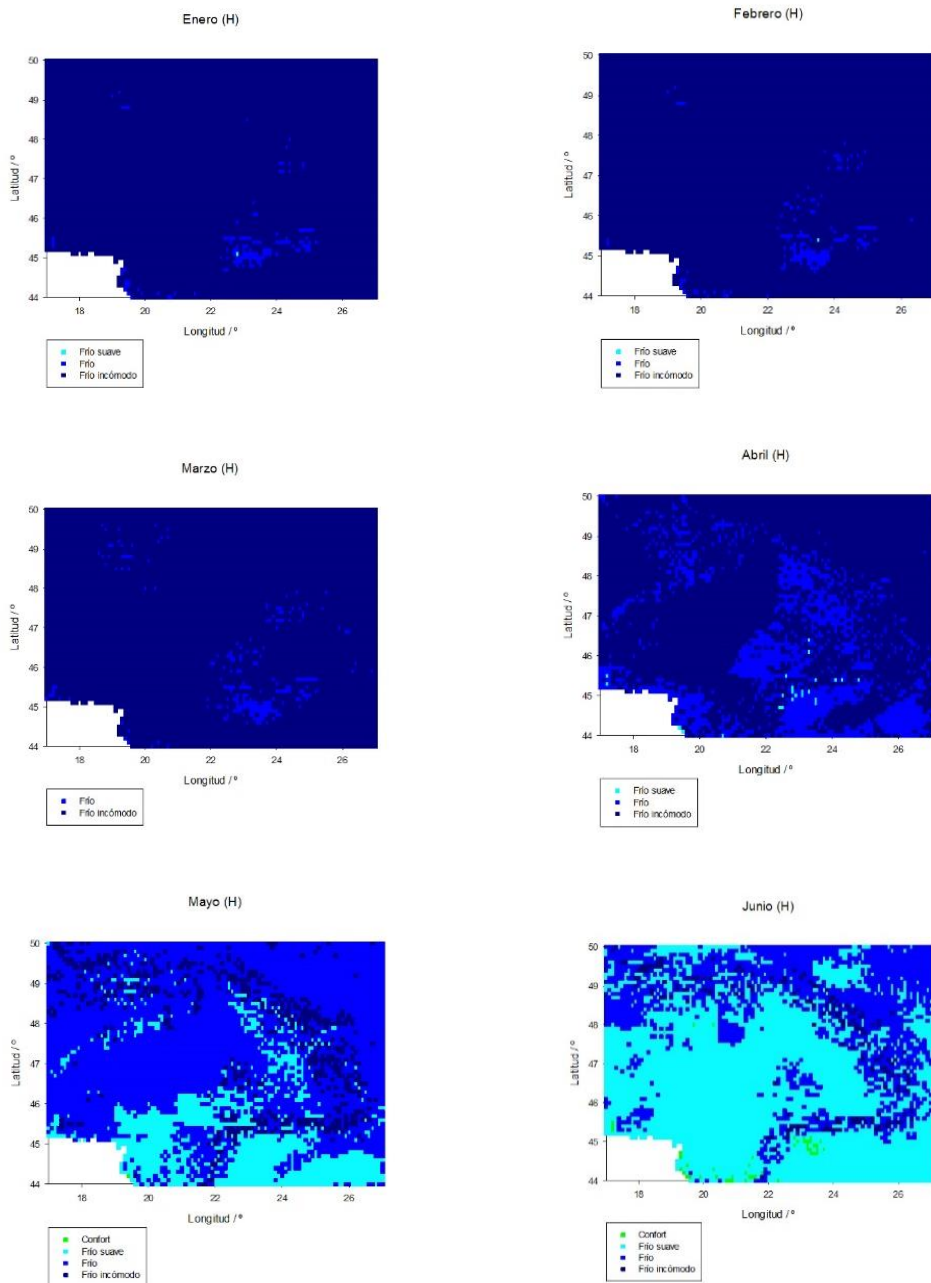 Enero (H)
Latitud / º
50
49
48
47
46
45
44
18 20 22 24 26
Longitud / º
Frío suave
Frío
Frío incómodo
Febrero (H)
Latitud / º
50
49
48
47
46
45
44
18 20 22 24 26
Longitud / º
Frío suave
Frío
Frío incómodo
Marzo (H)
Latitud / º
50
49
48
47
46
45
44
18 20 22 24 26
Longitud / º
Frío
Frío incómodo
Abril (H)
Latitud / º
50
49
48
47
46
45
44
18 20 22 24 26
Longitud / º
Frío suave
Frío
Frío incómodo
Mayo (H)
Latitud / º
50
49
48
47
46
45
44
18 20 22 24 26
Longitud / º
Confort
Frío suave
Frío
Frío incómodo
Junio (H)
Latitud / º
50
49
48
47
46
45
44
18 20 22 24 26
Longitud / º
Confort
Frío suave
Frío
Frío incómodo